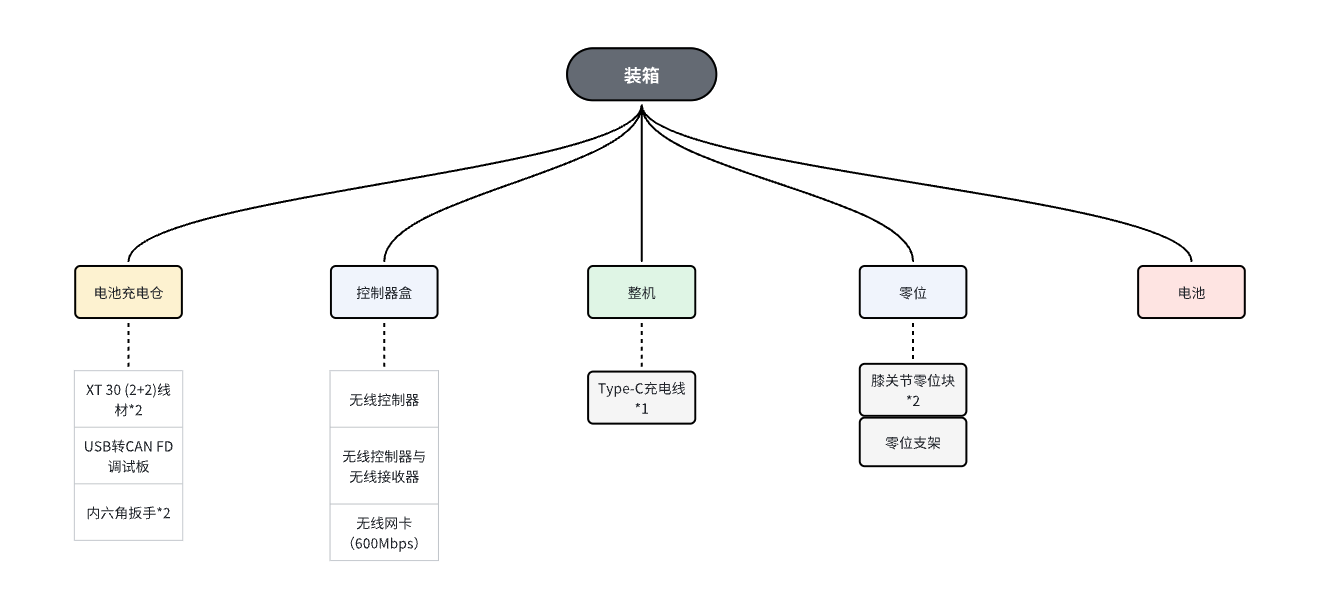 装箱
电池充电仓
控制器盒
整机
零位
电池
XT 30 (2+2)线
材*2
USB转CAN FD
调试板
内六角扳手*2
无线控制器
无线控制器与
无线接收器
无线网卡
（600Mbps）
Type-C充电线
*1
膝关节零位块
*2
零位支架